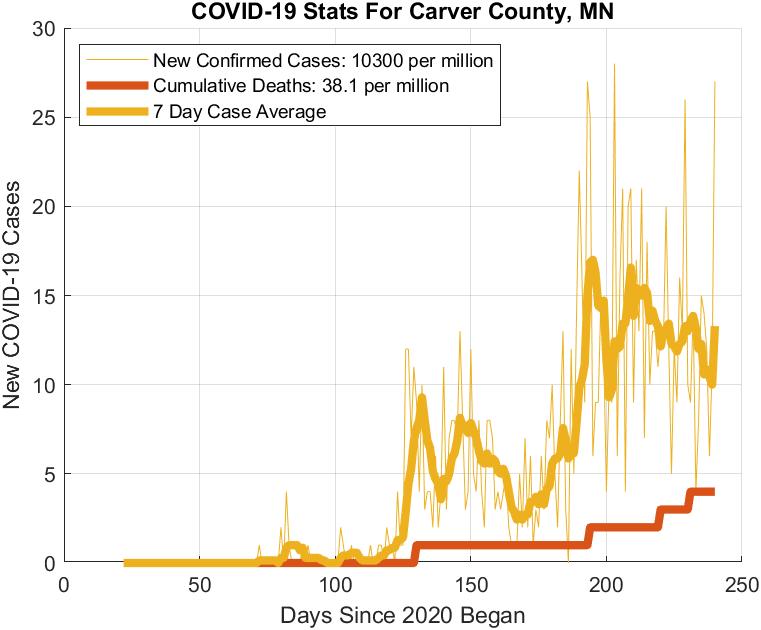 COVID-19 Stats For Carver County, MN
New Confirmed Cases: 10300 per million
Cumulative Deaths: 38.1 per million
7 Day Case Average
New COVID-19 Cases
30
25
20
15
10
5
0
0 50 100 150 200 250
Days Since 2020 Began